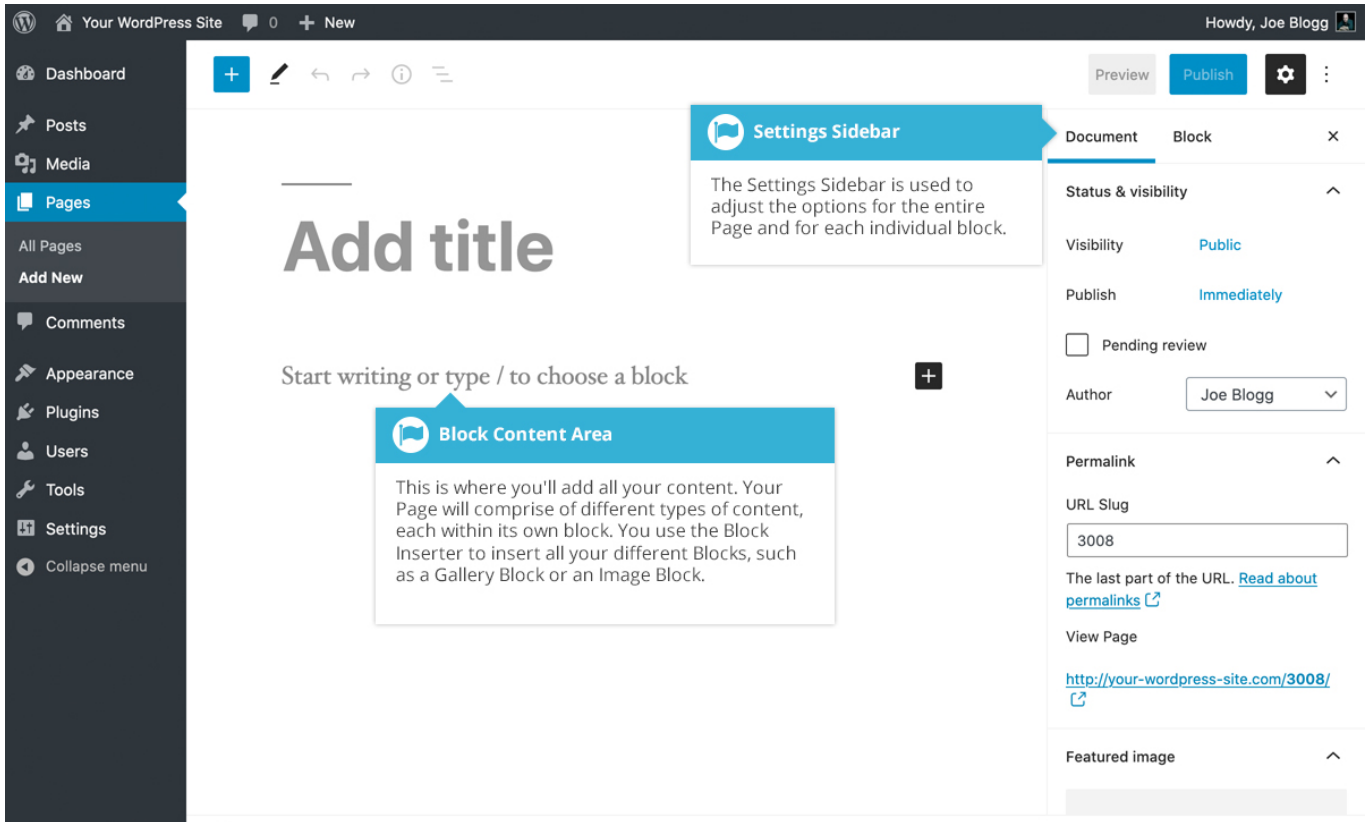 Your WordPress Site 0 + New
Howdy, Joe Blogg
Dashboard
Posts
Media
Pages
All Pages
Add New
Comments
Appearance
Plugins
Users
Tools
Settings
Collapse menu
Preview
Publish
Settings Sidebar
The Settings Sidebar is used to
adjust the options for the entire
Page and for each individual block.
Add title
Start writing or type / to choose a block
Block Content Area
This is where you'll add all your content. Your
Page will comprise of different types of content,
each within its own block. You use the Block
Inserter to insert all your different Blocks, such
as a Gallery Block or an Image Block.
Document Block
Status & visibility
Visibility Public
Publish Immediately
Pending review
Author Joe Blogg
Permalink
URL Slug
3008
The last part of the URL. Read about
permalinks
View Page
http://your-wordpress-site.com/3008/
Featured image